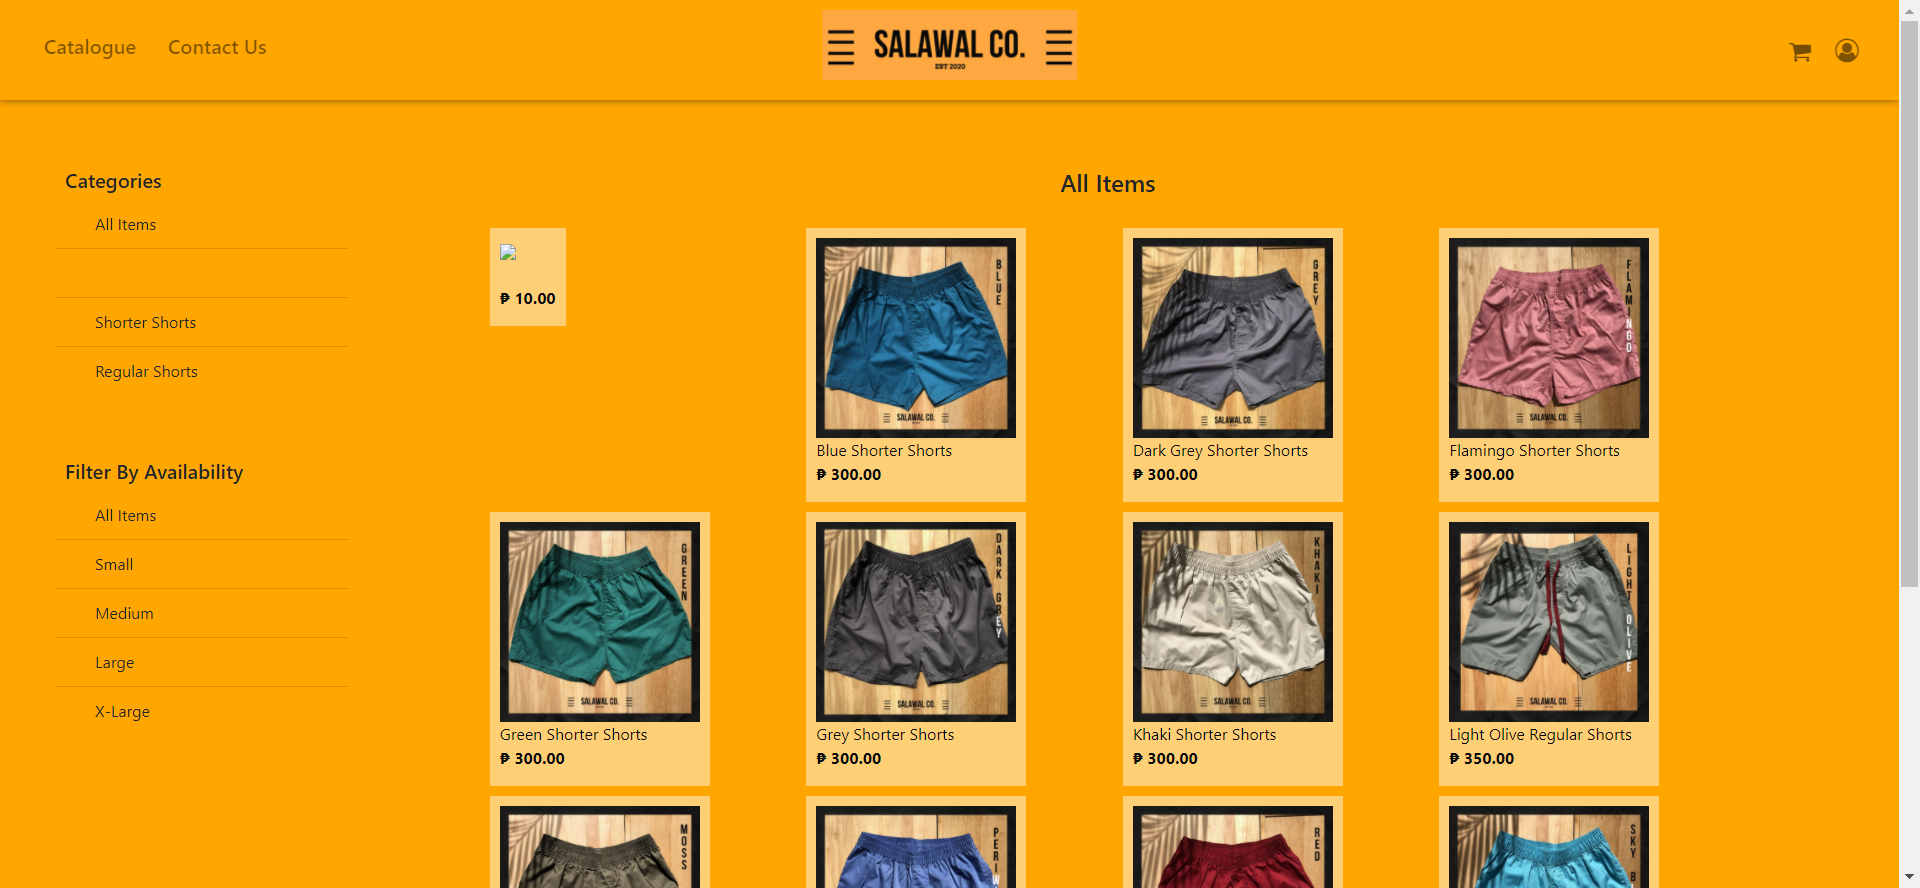 Catalogue
Contact Us
SALAWAL CO.
EST 2020
Categories
All Items
Shorter Shorts
Regular Shorts
Filter By Availability
All Items
Small
Medium
Large
X-Large
All Items
₱ 10.00
BLUE
SALAWAL CO.
Blue Shorter Shorts
₱ 300.00
GREY
SALAWAL CO.
Dark Grey Shorter Shorts
₱ 300.00
FLAMINGO
SALAWAL CO.
Flamingo Shorter Shorts
₱ 300.00
GREEN
SALAWAL CO.
Green Shorter Shorts
₱ 300.00
DARK GREY
SALAWAL CO.
Grey Shorter Shorts
₱ 300.00
KHAKI
SALAWAL CO.
Khaki Shorter Shorts
₱ 300.00
LIGHT OLIVE
SALAWAL CO.
Light Olive Regular Shorts
₱ 350.00
MOSS
PERIW
RED
SKY B